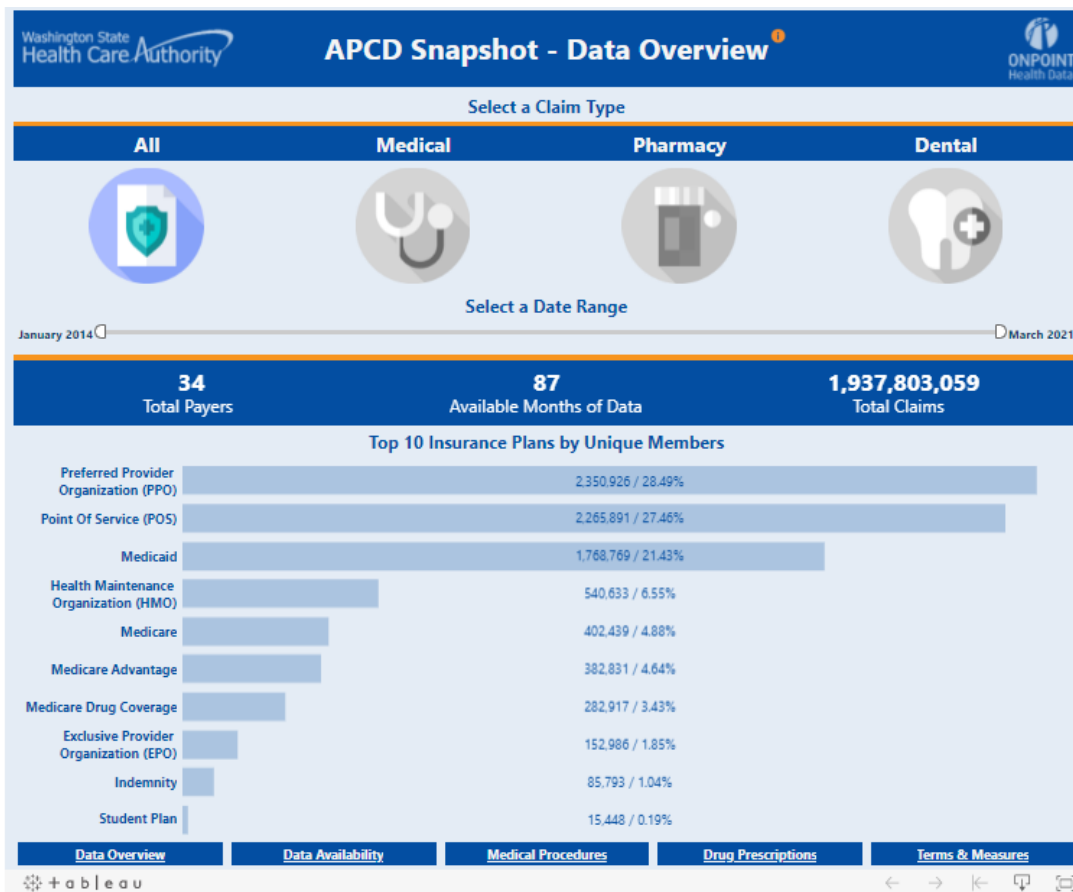 Washington State
Health Care Authority
APCD Snapshot - Data Overview
i
ONPOINT
Health Data
Select a Claim Type
All
Medical
Pharmacy
Dental
Select a Date Range
January 2014
March 2021
34
Total Payers
87
Available Months of Data
1,937,803,059
Total Claims
Top 10 Insurance Plans by Unique Members
Preferred Provider
Organization (PPO)
2,350,926 / 28.49%
Point Of Service (POS)
2,265,891 / 27.46%
Medicaid
1,768,769 / 21.43%
Health Maintenance
Organization (HMO)
540,633 / 6.55%
Medicare
402,439 / 4.88%
Medicare Advantage
382,831 / 4.64%
Medicare Drug Coverage
282,917 / 3.43%
Exclusive Provider
Organization (EPO)
152,986 / 1.85%
Indemnity
85,793 / 1.04%
Student Plan
15,448 / 0.19%
Data Overview
Data Availability
Medical Procedures
Drug Prescriptions
Terms & Measures
+ a b | e a u